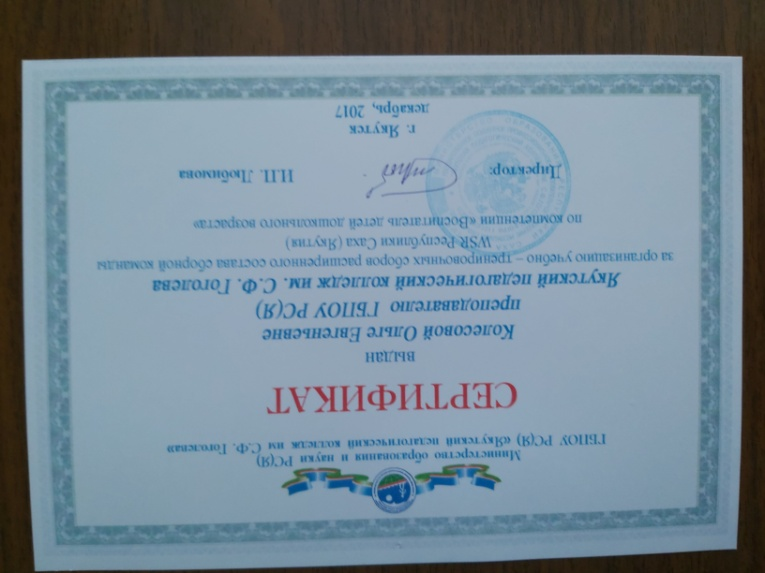 Министерство образования и науки РС(Я)
ГБПОУ РС(Я) «Якутский педагогический колледж им С.Ф. Гоголева»
СЕРТИФИКАТ
выдан
Колесовой Ольге Евгеньевне
преподавателю ГБПОУ РС(Я)
Якутский педагогический колледж им. С.Ф. Гоголева
за организацию учебно – тренировочных сборов расширенного состава сборной команды
WSR Республики Саха (Якутия)
по компетенции «Воспитатель детей дошкольного возраста»
Директор: И.П. Любимова
г. Якутск
декабрь, 2017